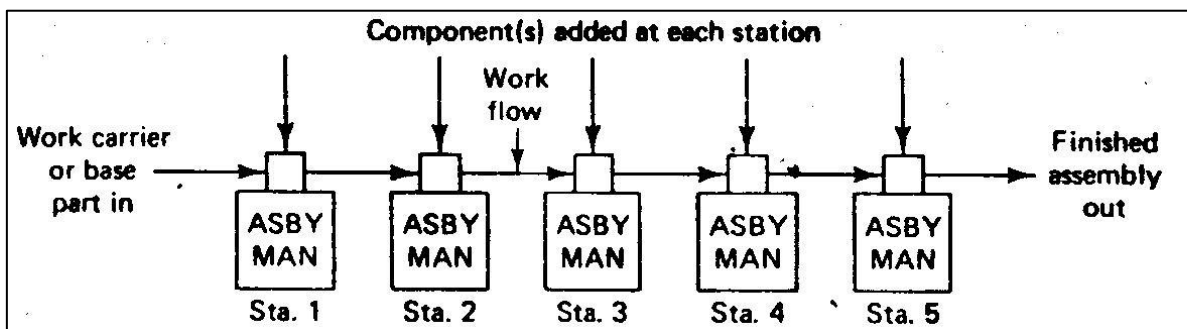 Component(s) added at each station
Work
flow
Work carrier
or base
part in
Finished
assembly
out
ASBY
MAN
ASBY
MAN
ASBY
MAN
ASBY
MAN
ASBY
MAN
Sta. 1
Sta. 2
Sta. 3
Sta. 4
Sta. 5